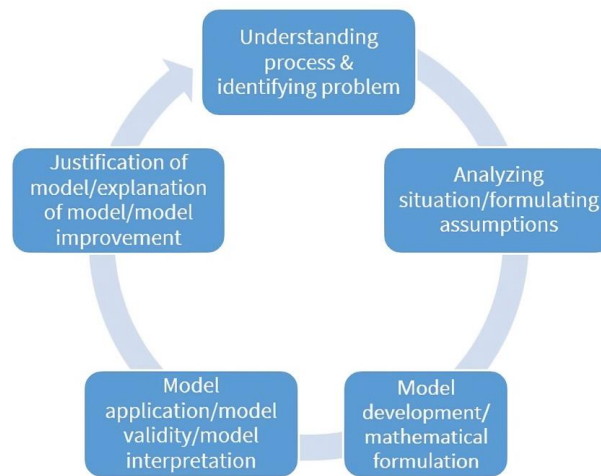 Understanding
process &
identifying problem
Analyzing
situation/formulating
assumptions
Model
development/
mathematical
formulation
Model
application/model
validity/model
interpretation
Justification of
model/explanation
of model/model
improvement